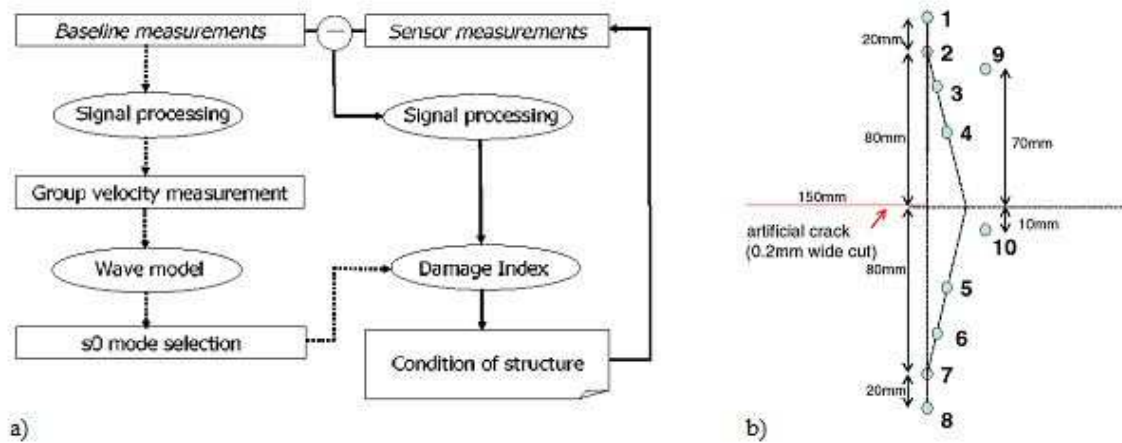 Baseline measurements
Sensor measurements
Signal processing
Signal processing
Group velocity measurement
Wave model
Damage Index
s0 mode selection
Condition of structure
a)
1
20mm
2
9
3
4
80mm
70mm
150mm
artificial crack
(0.2mm wide cut)
10mm
10
80mm
5
6
7
20mm
8
b)